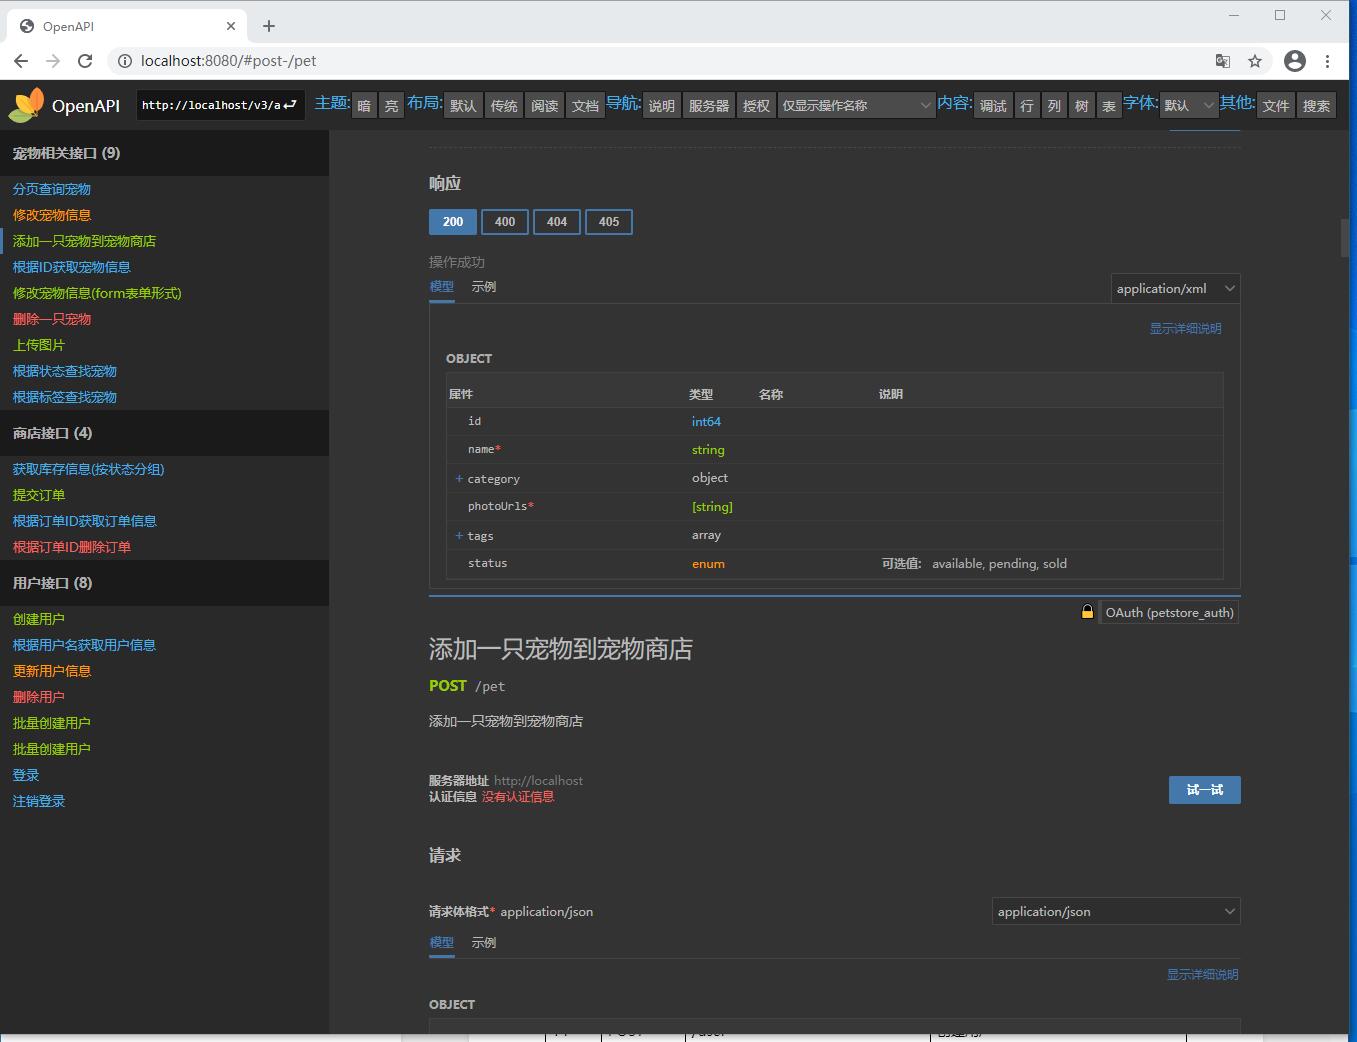 OpenAPI
localhost:8080/#post-/pet
OpenAPI http://localhost/v3/a 主题: 暗 亮 布局: 默认 传统 阅读 文档 导航: 说明 服务器 授权 仅显示操作名称 内容: 调试 行 列 树 表 字体: 默认 其他: 文件 搜索
宠物相关接口 (9)
分页查询宠物
修改宠物信息
添加一只宠物到宠物商店
根据ID获取宠物信息
修改宠物信息(form表单形式)
删除一只宠物
上传图片
根据状态查找宠物
根据标签查找宠物
商店接口 (4)
获取库存信息(按状态分组)
提交订单
根据订单ID获取订单信息
根据订单ID删除订单
用户接口 (8)
创建用户
根据用户名获取用户信息
更新用户信息
删除用户
批量创建用户
批量创建用户
登录
注销登录
响应
200 400 404 405
操作成功
模型 示例 application/xml
显示详细说明
OBJECT
属性 类型 名称 说明
id int64
name* string
+ category object
photoUrls* [string]
+ tags array
status enum 可选值: available, pending, sold
OAuth (petstore_auth)
添加一只宠物到宠物商店
POST /pet
添加一只宠物到宠物商店
服务器地址 http://localhost
认证信息 没有认证信息
试一试
请求
请求体格式* application/json application/json
模型 示例
显示详细说明
OBJECT